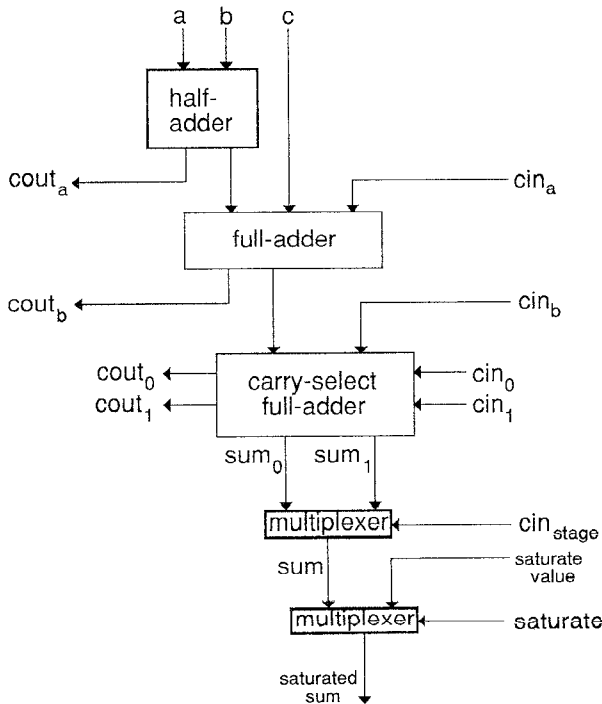 a b c
half-
adder
cout_a
cin_a
full-adder
cout_b
cin_b
cout_0
cin_0
carry-select
full-adder
cout_1
cin_1
sum_0 sum_1
multiplexer
cin_stage
sum
saturate
value
multiplexer
saturate
saturated
sum